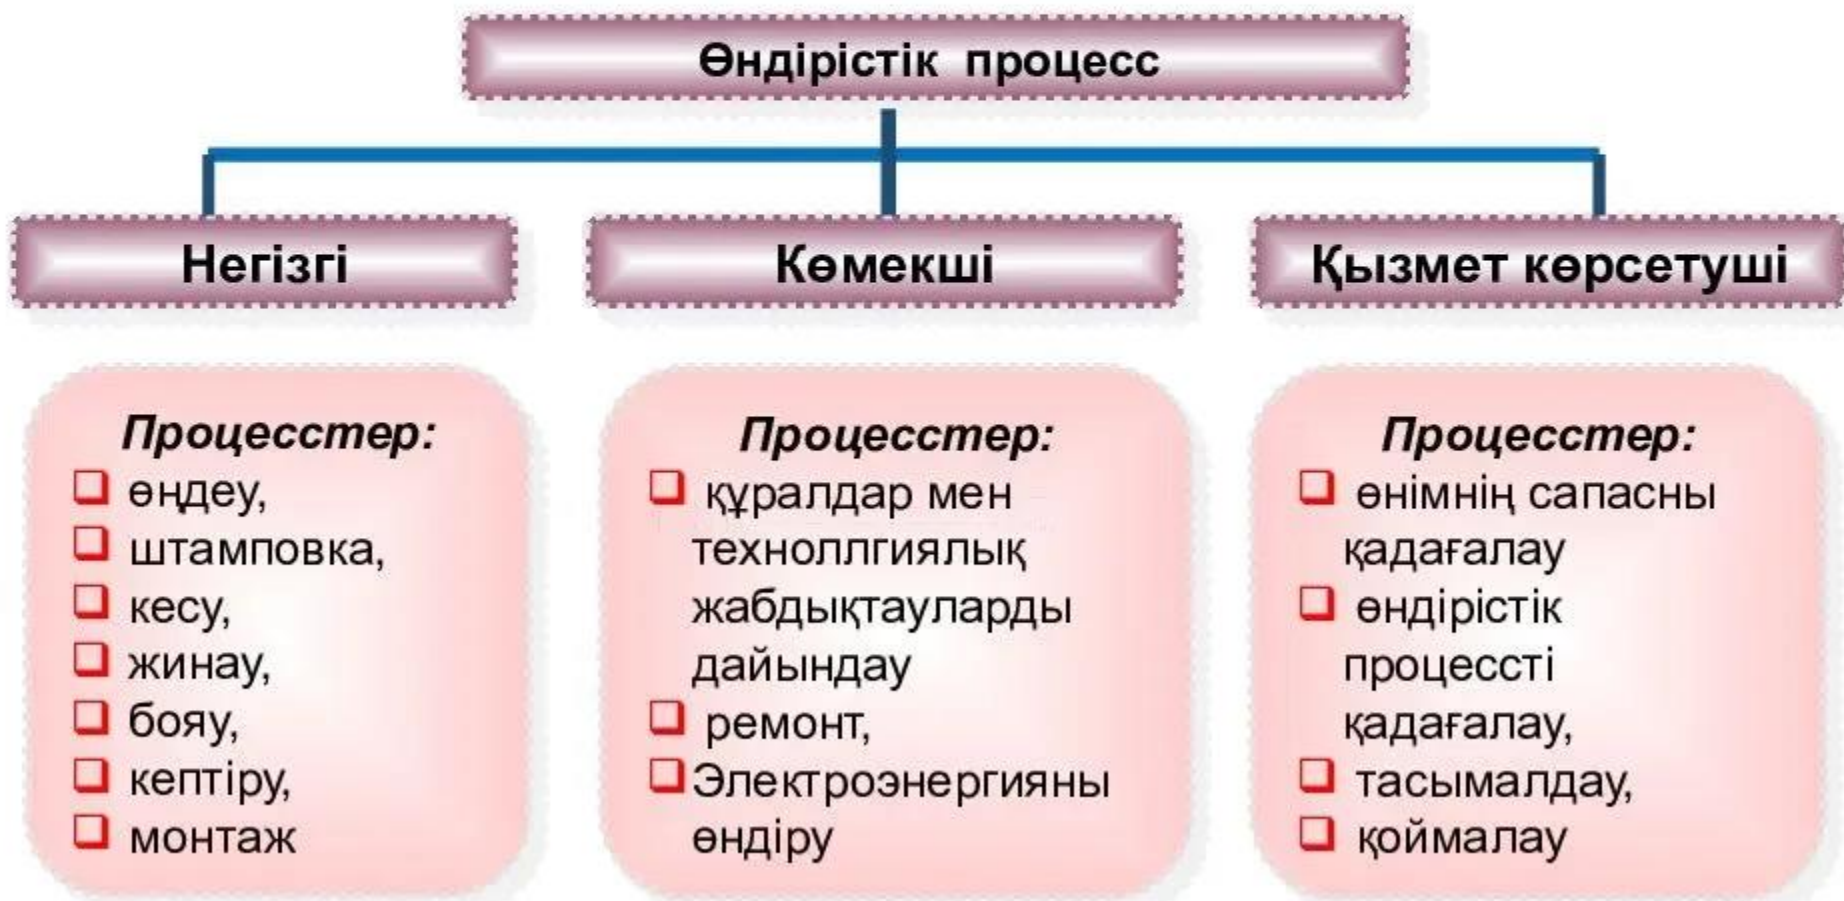 Өндірістік процесс
Негізгі
Көмекші
Қызмет көрсетуші
Процесстер:
өңдеу,
штамповка,
кесу,
жинау,
бояу,
кептіру,
монтаж
Процесстер:
құралдар мен
техноллгиялық
жабдықтауларды
дайындау
ремонт,
Электроэнергияны
өндіру
Процесстер:
өнімнің сапасны
қадағалау
өндірістік
процессті
қадағалау,
тасымалдау,
қоймалау